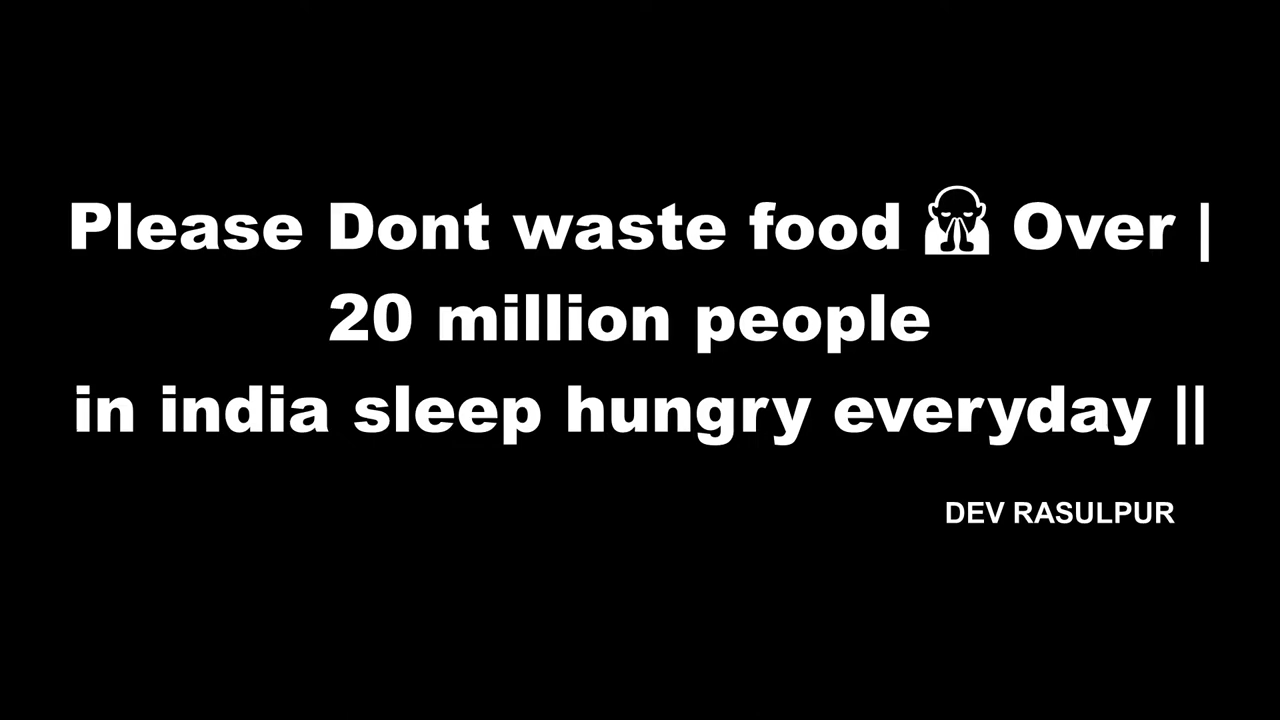 Please Dont waste food Over |
20 million people
in india sleep hungry everyday ||
DEV RASULPUR